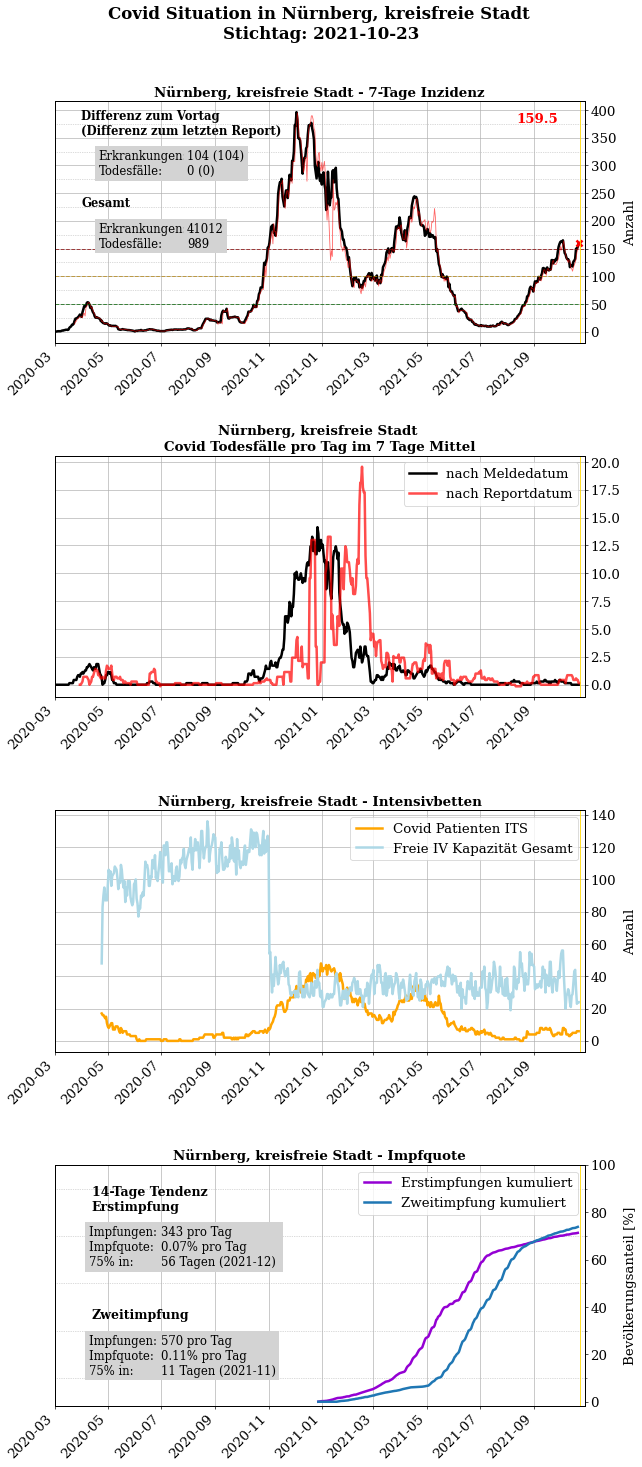 Covid Situation in Nürnberg, kreisfreie Stadt
Stichtag: 2021-10-23
Nürnberg, kreisfreie Stadt - 7-Tage Inzidenz
Differenz zum Vortag
(Differenz zum letzten Report)
Erkrankungen 104 (104)
Todesfälle: 0 (0)
Gesamt
Erkrankungen 41012
Todesfälle: 989
159.5
400
350
300
250
200
150
100
50
0
Anzahl
2020-03
2020-05
2020-07
2020-09
2020-11
2021-01
2021-03
2021-05
2021-07
2021-09
Nürnberg, kreisfreie Stadt
Covid Todesfälle pro Tag im 7 Tage Mittel
nach Meldedatum
nach Reportdatum
20.0
17.5
15.0
12.5
10.0
7.5
5.0
2.5
0.0
2020-03
2020-05
2020-07
2020-09
2020-11
2021-01
2021-03
2021-05
2021-07
2021-09
Nürnberg, kreisfreie Stadt - Intensivbetten
Covid Patienten ITS
Freie IV Kapazität Gesamt
140
120
100
80
60
40
20
0
Anzahl
2020-03
2020-05
2020-07
2020-09
2020-11
2021-01
2021-03
2021-05
2021-07
2021-09
Nürnberg, kreisfreie Stadt - Impfquote
14-Tage Tendenz
Erstimpfung
Impfungen: 343 pro Tag
Impfquote: 0.07% pro Tag
75% in: 56 Tagen (2021-12)
Zweitimpfung
Impfungen: 570 pro Tag
Impfquote: 0.11% pro Tag
75% in: 11 Tagen (2021-11)
Erstimpfungen kumuliert
Zweitimpfung kumuliert
100
80
60
40
20
0
Bevölkerungsanteil [%]
2020-03
2020-05
2020-07
2020-09
2020-11
2021-01
2021-03
2021-05
2021-07
2021-09